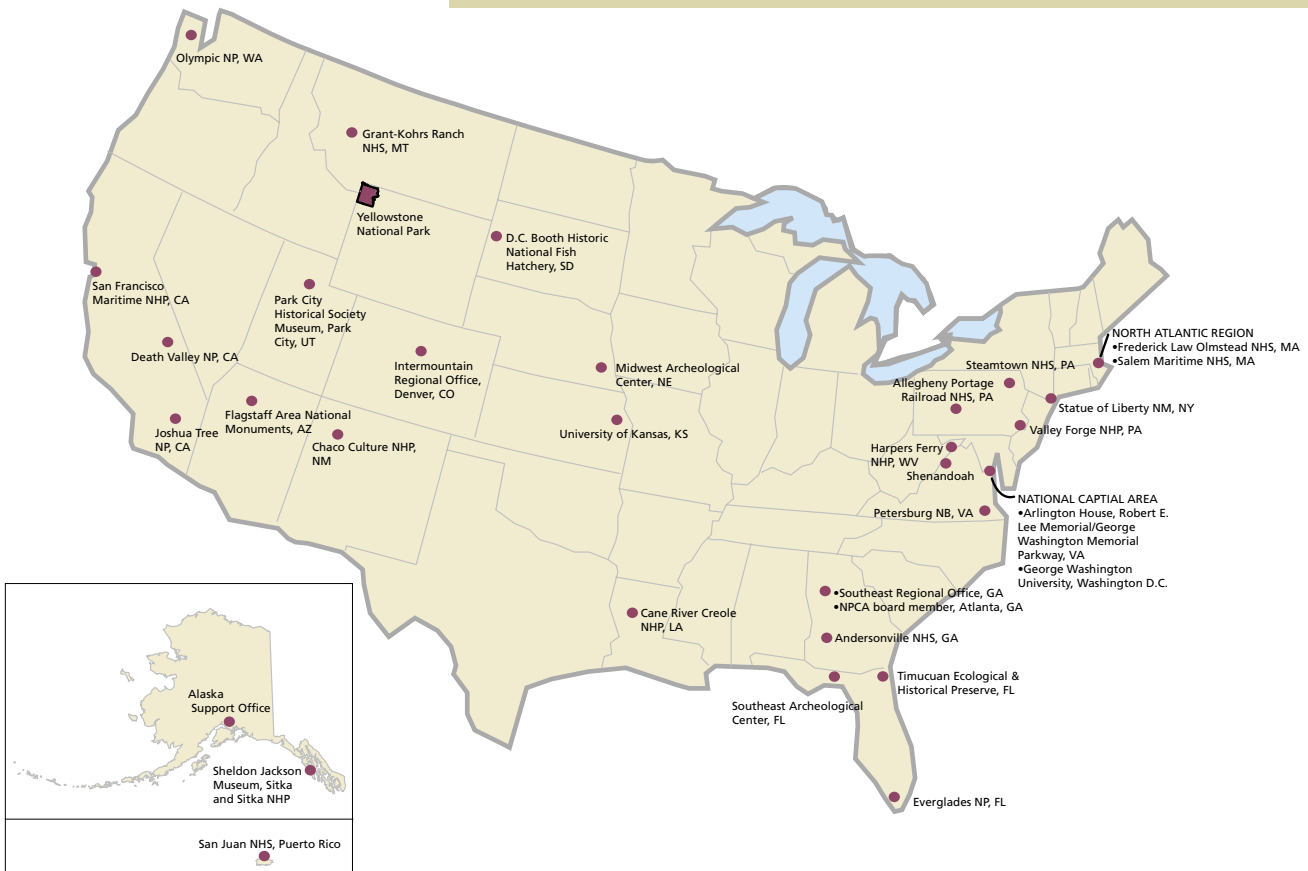 Olympic NP, WA
Grant-Kohrs Ranch
NHS, MT
Yellowstone
National Park
D.C. Booth Historic
National Fish
Hatchery, SD
San Francisco
Maritime NHP, CA
Park City
Historical Society
Museum, Park
City, UT
Death Valley NP, CA
Intermountain
Regional Office,
Denver, CO
Midwest Archeological
Center, NE
Joshua Tree
NP, CA
Flagstaff Area National
Monuments, AZ
Chaco Culture NHP,
NM
University of Kansas, KS
NORTH ATLANTIC REGION
•Frederick Law Olmstead NHS, MA
•Salem Maritime NHS, MA
Steamtown NHS, PA
Allegheny Portage
Railroad NHS, PA
Statue of Liberty NM, NY
Valley Forge NHP, PA
Harpers Ferry
NHP, WV
Shenandoah
NATIONAL CAPTIAL AREA
•Arlington House, Robert E.
Lee Memorial/George
Washington Memorial
Parkway, VA
•George Washington
University, Washington D.C.
Petersburg NB, VA
•Southeast Regional Office, GA
•NPCA board member, Atlanta, GA
Cane River Creole
NHP, LA
Andersonville NHS, GA
Timucuan Ecological &
Historical Preserve, FL
Southeast Archeological
Center, FL
Everglades NP, FL
Alaska
Support Office
Sheldon Jackson
Museum, Sitka
and Sitka NHP
San Juan NHS, Puerto Rico